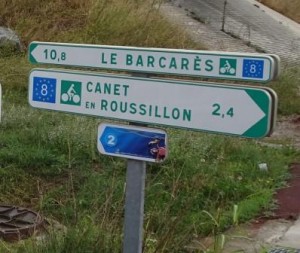 10,8 LE BARCARÈS 8
8 CANET
EN ROUSSILLON 2,4
2